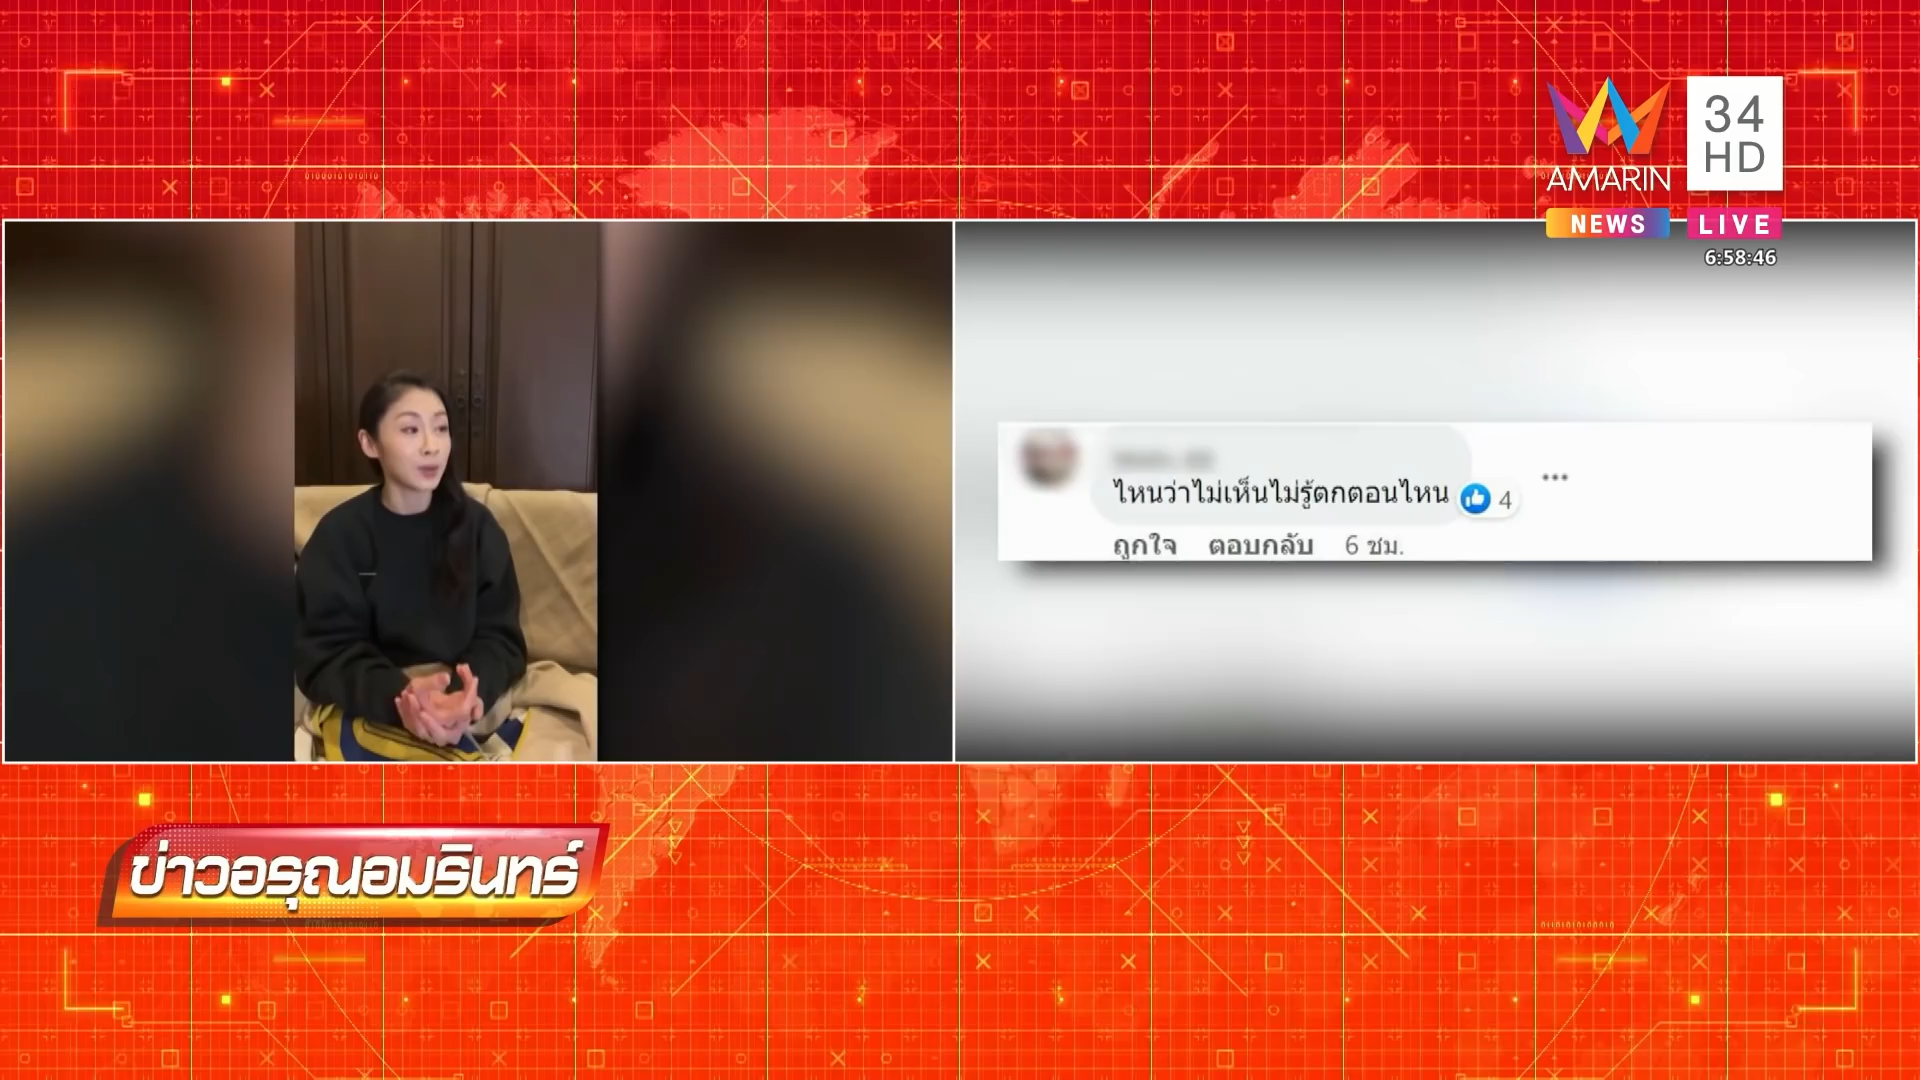 AMARIN
34
HD
NEWS
LIVE
6:58:46
ไหนว่าไม่เห็นไม่รู้ตกตอนไหน
4
ถูกใจ ตอบกลับ 6 ชม.
ข่าวอรุณอมรินทร์